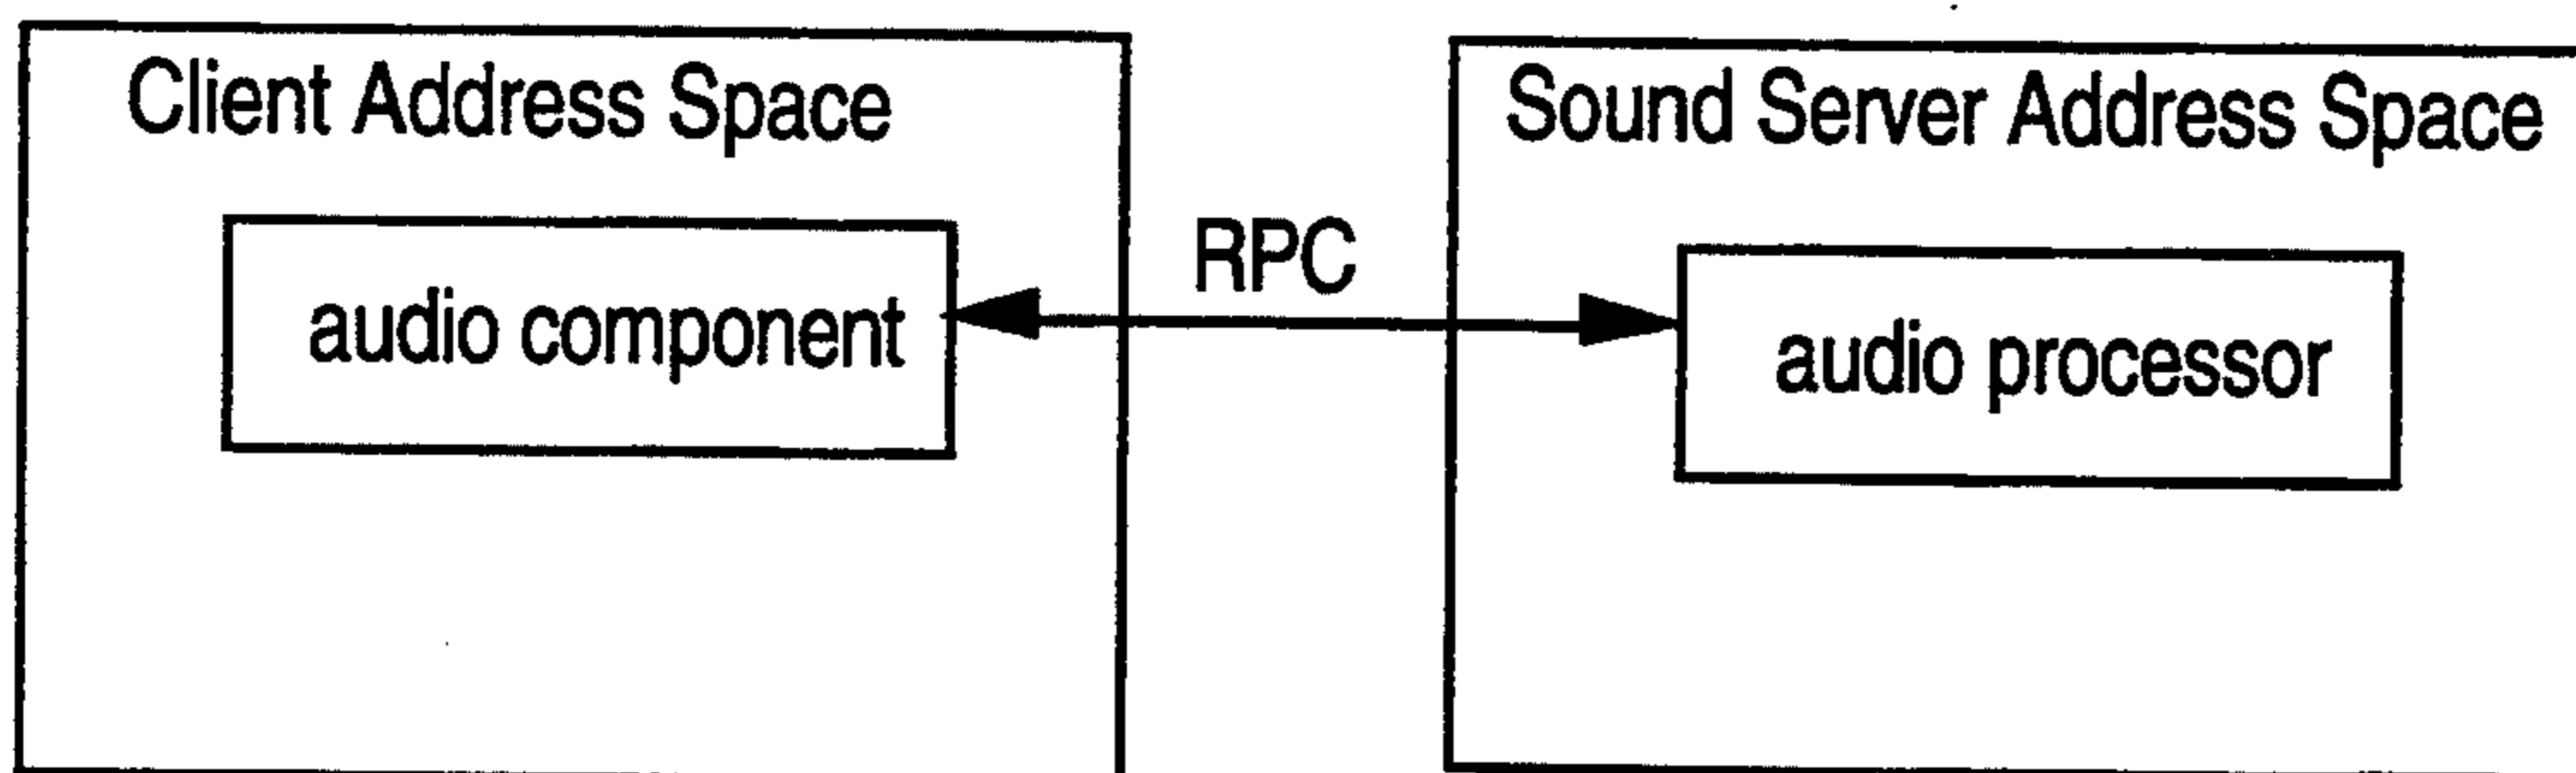 Client Address Space
Sound Server Address Space
RPC
audio component
audio processor